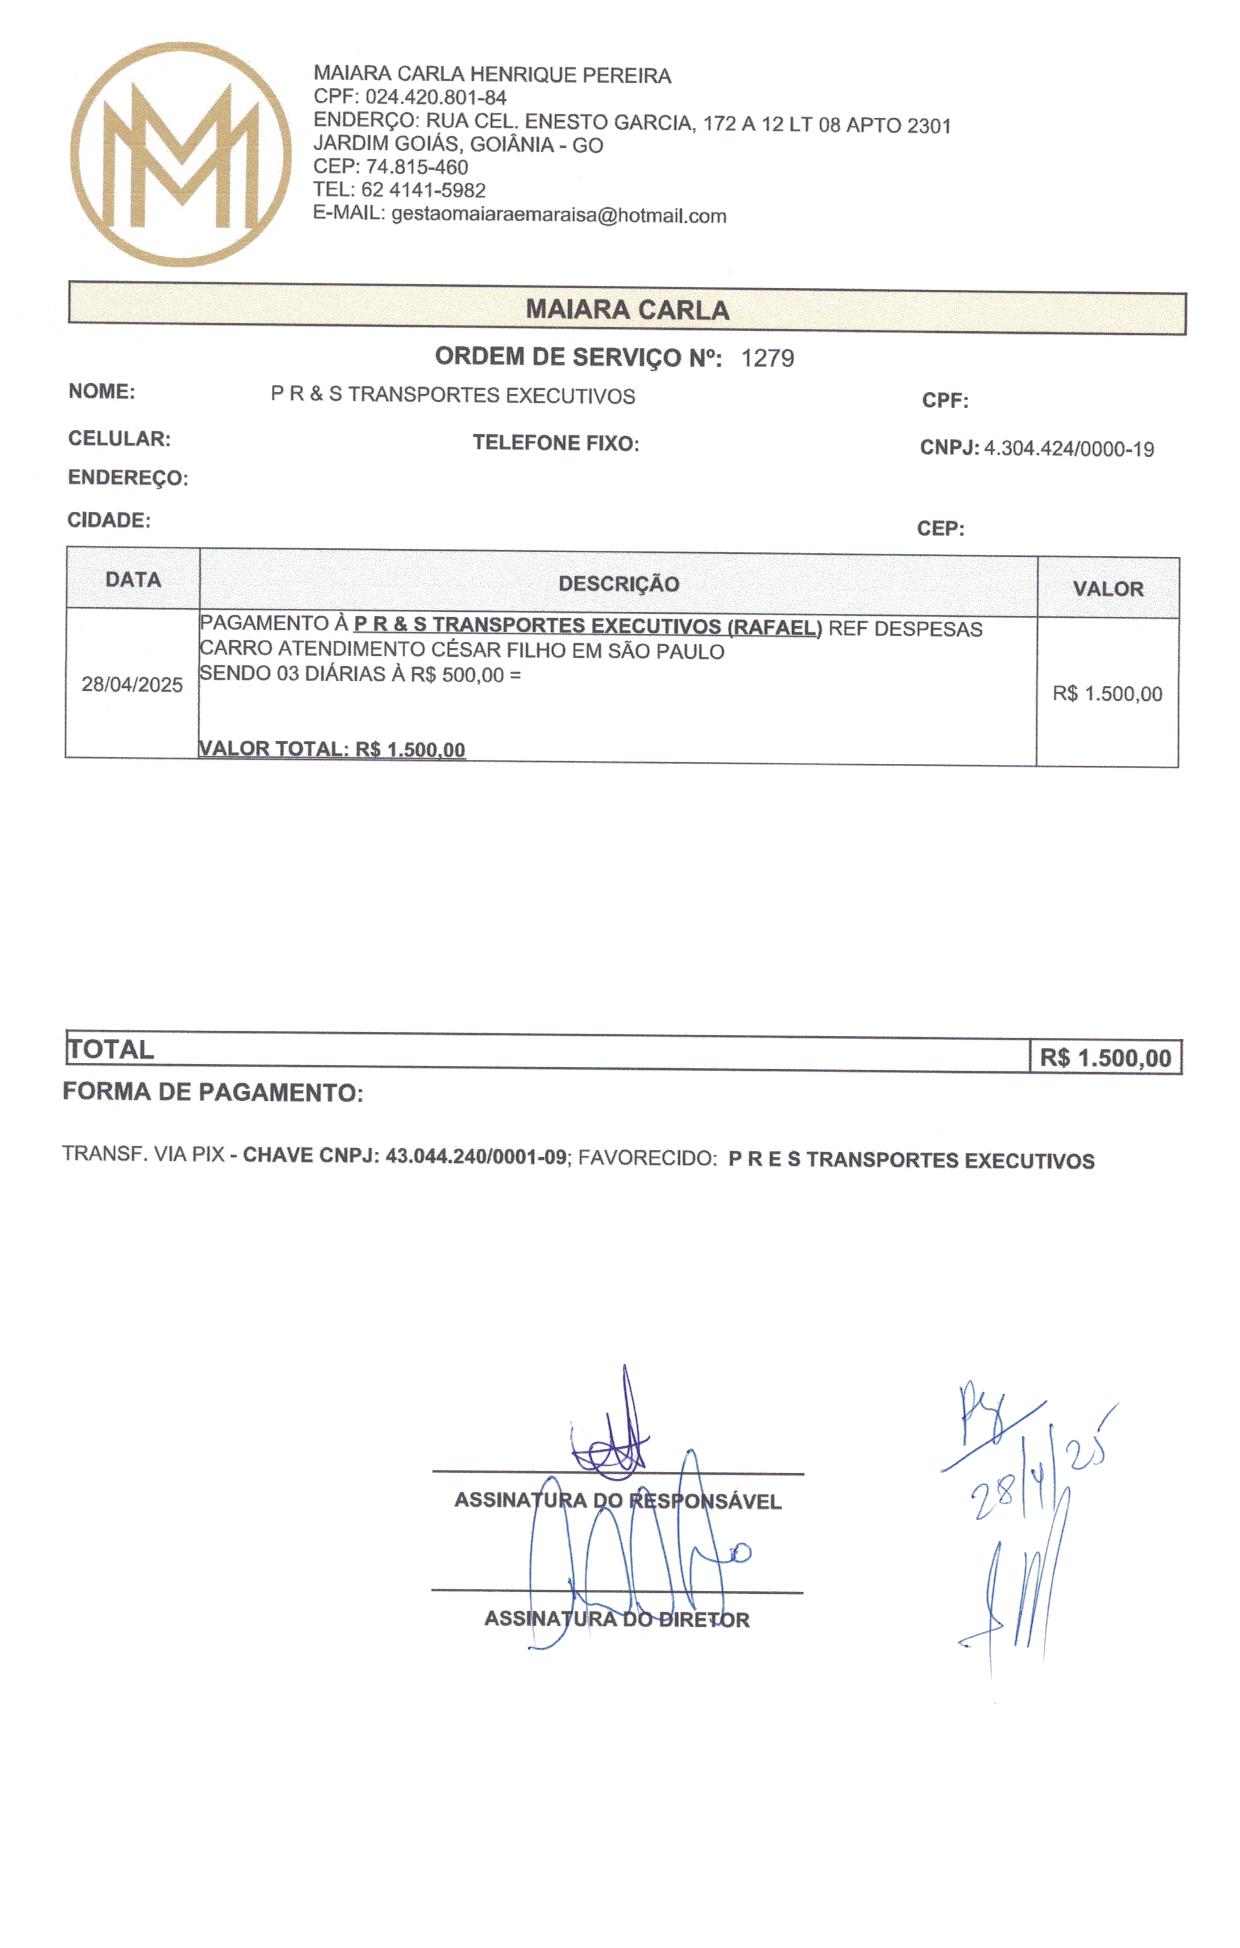 MAIARA CARLA HENRIQUE PEREIRA
CPF: 024.420.801-84
ENDERÇO: RUA CEL. ENESTO GARCIA, 172 A 12 LT 08 APTO 2301
JARDIM GOIÁS, GOIÂNIA - GO
CEP: 74.815-460
TEL: 62 4141-5982
E-MAIL: gestaomaiaraemaraisa@hotmail.com
MAIARA CARLA
ORDEM DE SERVIÇO Nº: 1279
NOME: P R & S TRANSPORTES EXECUTIVOS CPF:
CELULAR: TELEFONE FIXO: CNPJ: 4.304.424/0000-19
ENDEREÇO:
CIDADE: CEP:
DATA DESCRIÇÃO VALOR
PAGAMENTO À P R & S TRANSPORTES EXECUTIVOS (RAFAEL) REF DESPESAS
CARRO ATENDIMENTO CÉSAR FILHO EM SÃO PAULO
SENDO 03 DIÁRIAS À R$ 500,00 =
28/04/2025 R$ 1.500,00
VALOR TOTAL: R$ 1.500,00
TOTAL R$ 1.500,00
FORMA DE PAGAMENTO:
TRANSF. VIA PIX - CHAVE CNPJ: 43.044.240/0001-09; FAVORECIDO: P R E S TRANSPORTES EXECUTIVOS
ASSINATURA DO RESPONSÁVEL
28/4/25
ASSINATURA DO DIRETOR